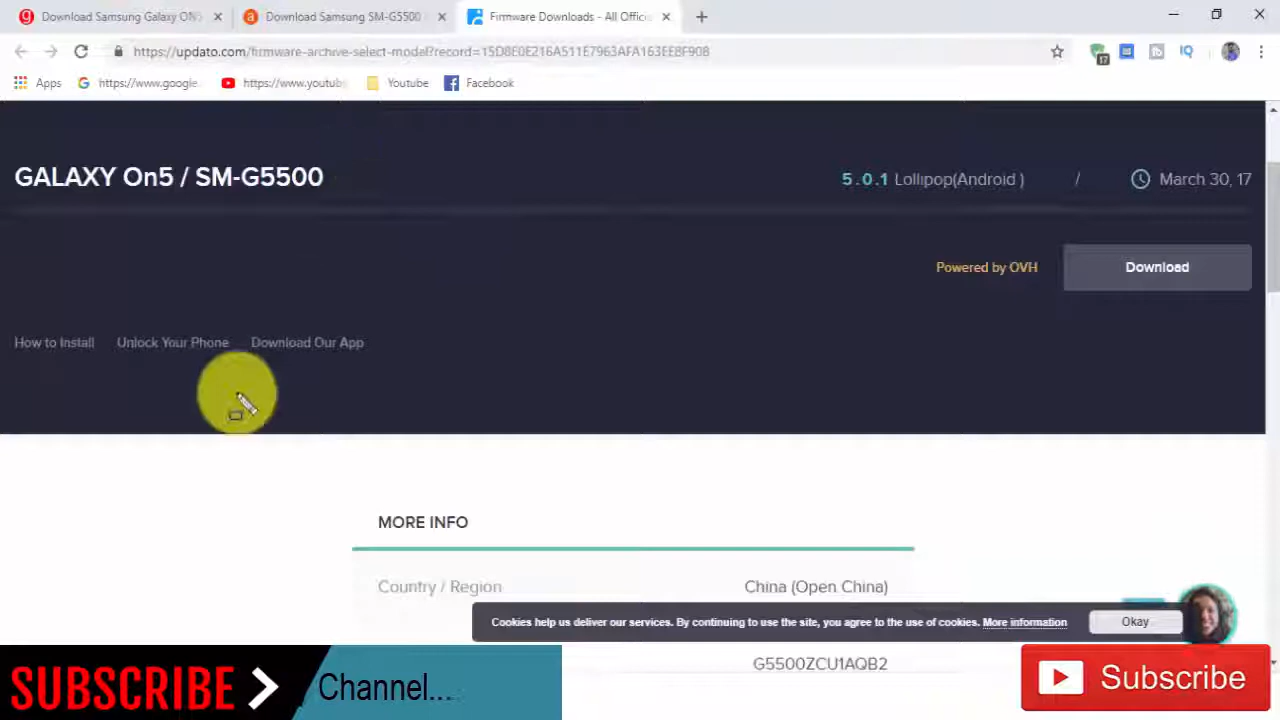 Download Samsung Galaxy ON5
Download Samsung SM-G5500
Firmware Downloads - All Offic
https://updato.com/firmware-archive-select-model?record=15D8E0E216A511E7963AFA163EE8F908
17
Apps
https://www.google
https://www.youtub
Youtube
Facebook
GALAXY On5 / SM-G5500
5.0.1 Lollipop(Android )
/
March 30, 17
Powered by OVH
Download
How to Install
Unlock Your Phone
Download Our App
MORE INFO
Country / Region
China (Open China)
Cookies help us deliver our services. By continuing to use the site, you agree to the use of cookies. More information
Okay
G5500ZCU1AQB2
SUBSCRIBE
Channel...
Subscribe